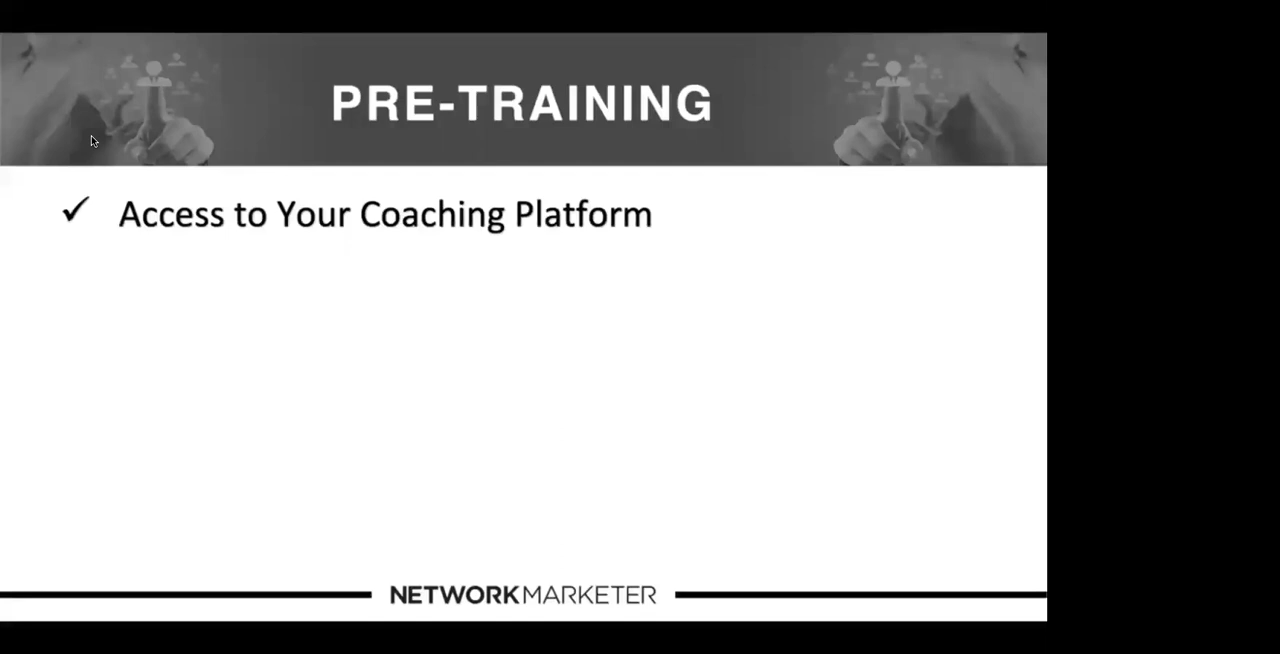 PRE-TRAINING
✓ Access to Your Coaching Platform
NETWORKMARKETER